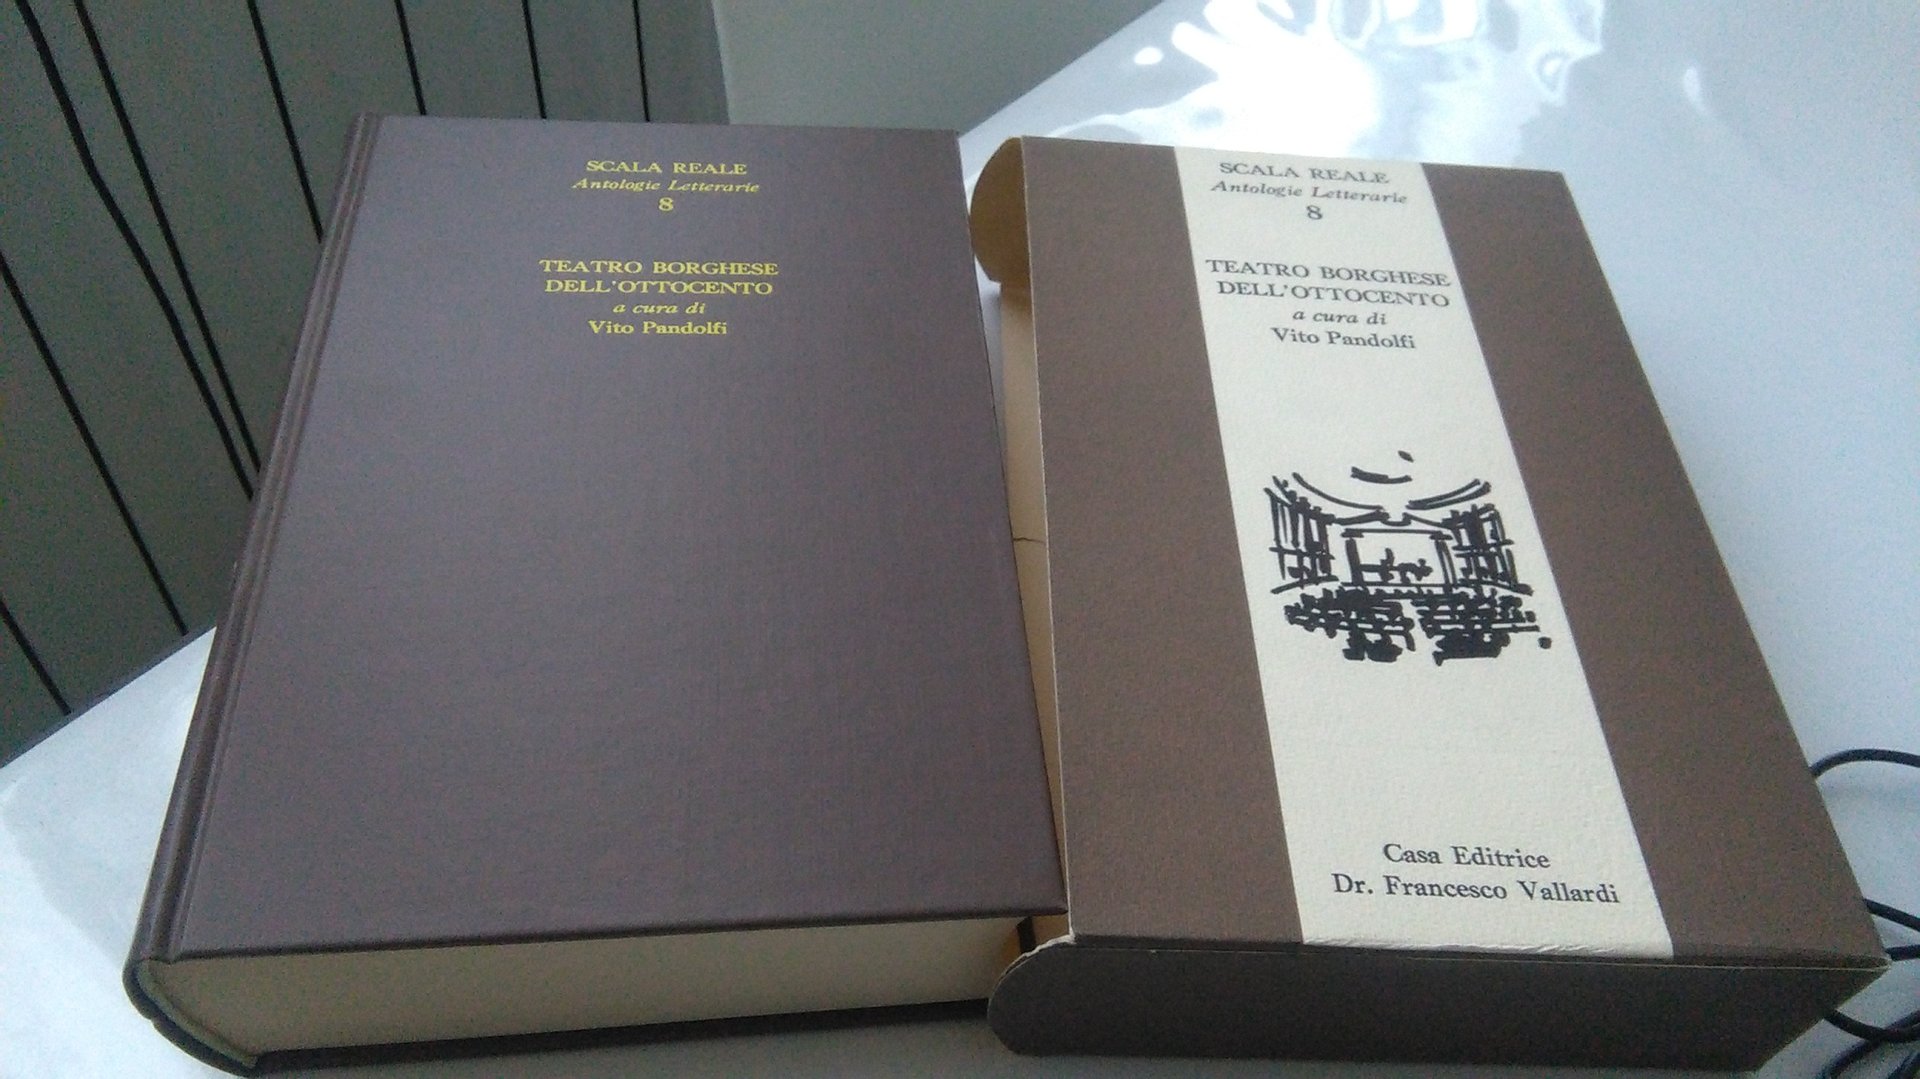 SCALA REALE
Antologie Letterarie
8
TEATRO BORGHESE
DELL'OTTOCENTO
a cura di
Vito Pandolfi
SCALA REALE
Antologie Letterarie
8
TEATRO BORGHESE
DELL'OTTOCENTO
a cura di
Vito Pandolfi
Casa Editrice
Dr. Francesco Vallardi